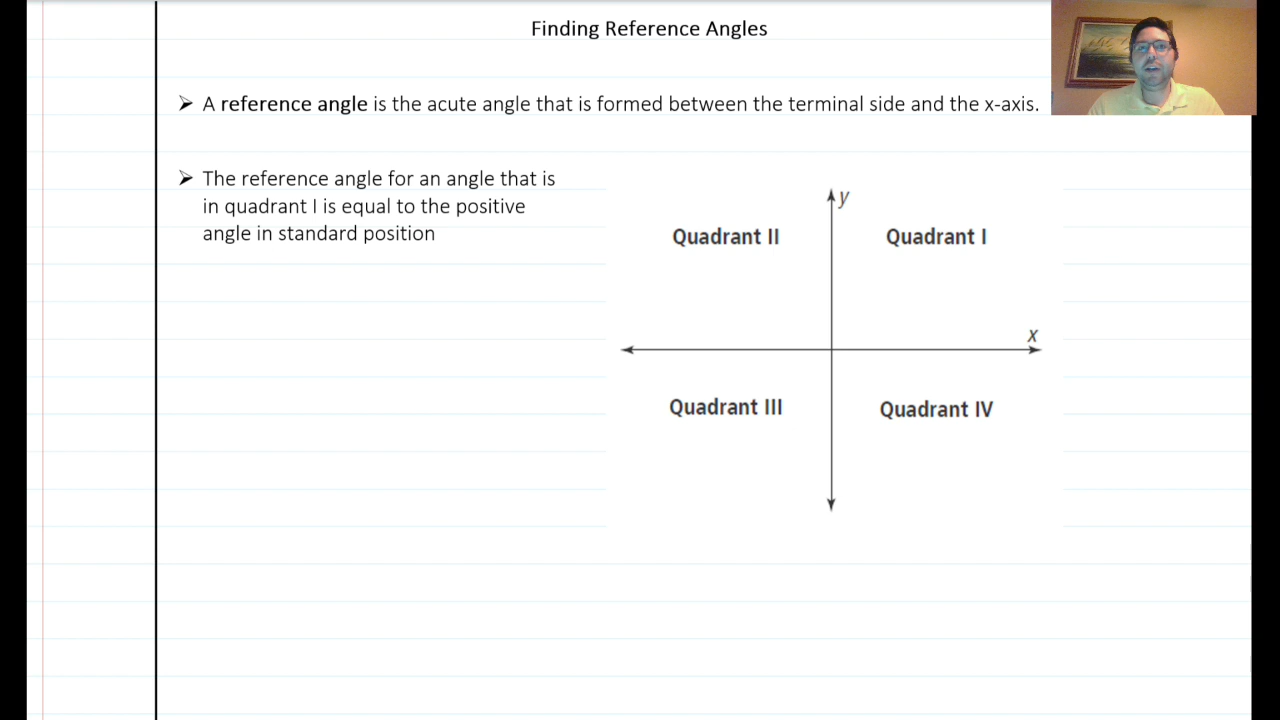 Finding Reference Angles
➢ A reference angle is the acute angle that is formed between the terminal side and the x-axis.
➢ The reference angle for an angle that is
in quadrant I is equal to the positive
angle in standard position
y
Quadrant II
Quadrant I
x
Quadrant III
Quadrant IV